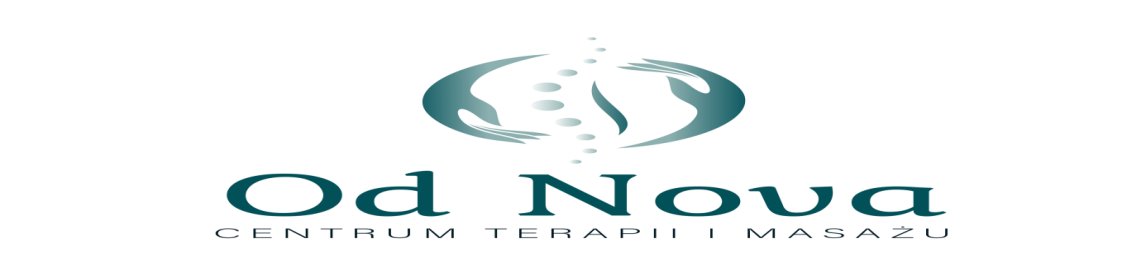 Od Nova
CENTRUM TERAPII I MASAŻU